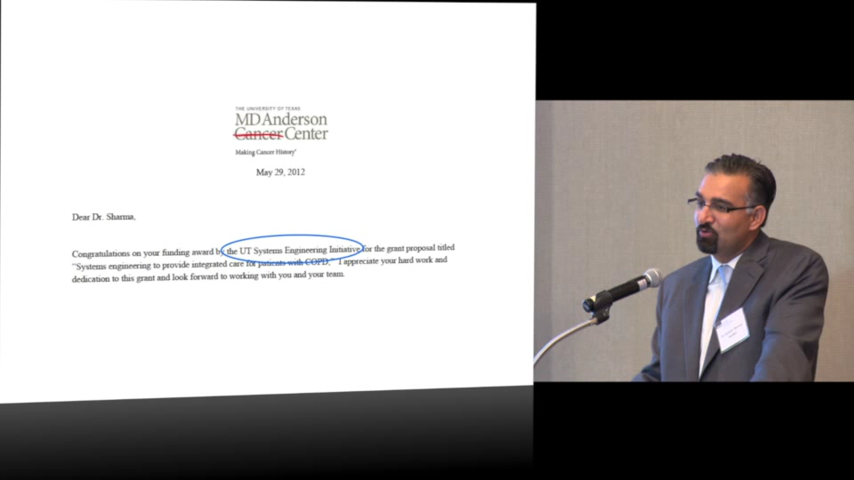 THE UNIVERSITY OF TEXAS
MD Anderson
Cancer Center
Making Cancer History®
May 29, 2012
Dear Dr. Sharma,
Congratulations on your funding award by the UT Systems Engineering Initiative for the grant proposal titled
"Systems engineering to provide integrated care for patients with COPD." I appreciate your hard work and
dedication to this grant and look forward to working with you and your team.